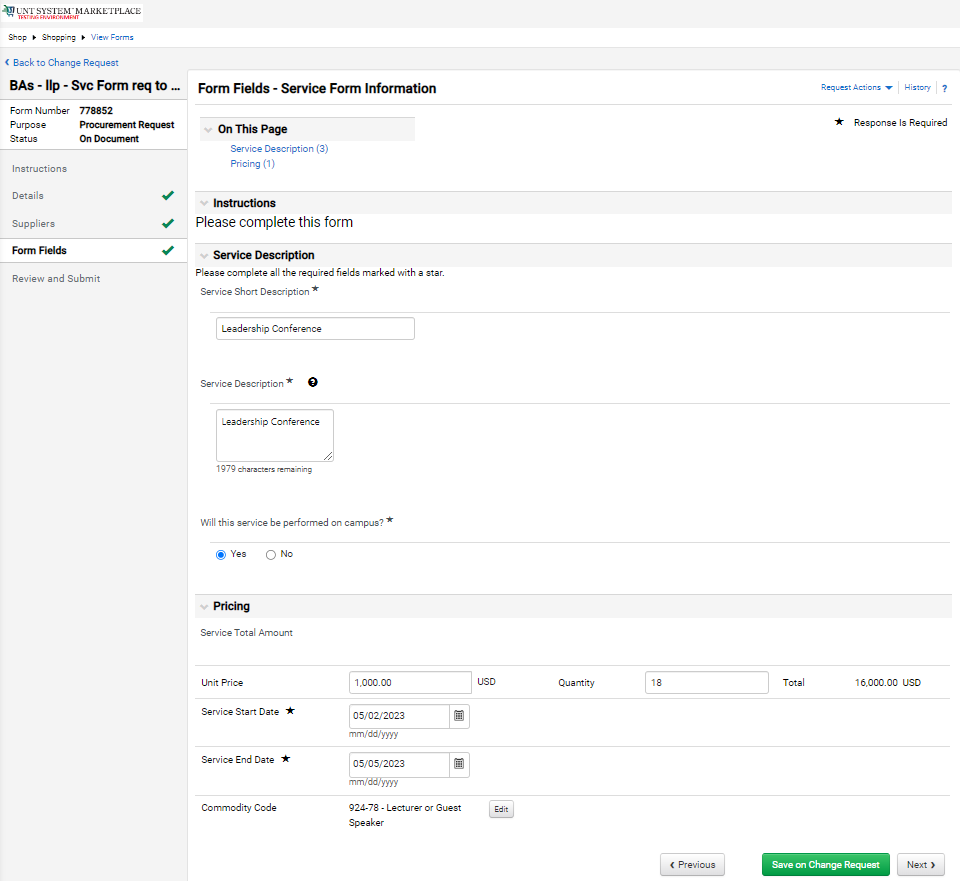 UNT SYSTEM MARKETPLACE
TESTING ENVIRONMENT
Shop Shopping View Forms
Back to Change Request
BAs - llp - Svc Form req to ...
Form Number 778852
Purpose Procurement Request
Status On Document
Instructions
Details
Suppliers
Form Fields
Review and Submit
Form Fields - Service Form Information
Request Actions History ?
★ Response Is Required
On This Page
Service Description (3)
Pricing (1)
Instructions
Please complete this form
Service Description
Please complete all the required fields marked with a star.
Service Short Description ★
Leadership Conference
Service Description ★ ?
Leadership Conference
1979 characters remaining
Will this service be performed on campus? ★
Yes No
Pricing
Service Total Amount
Unit Price 1,000.00 USD Quantity 18 Total 16,000.00 USD
Service Start Date ★ 05/02/2023
mm/dd/yyyy
Service End Date ★ 05/05/2023
mm/dd/yyyy
Commodity Code 924-78 - Lecturer or Guest Edit
Speaker
‹ Previous Save on Change Request Next ›